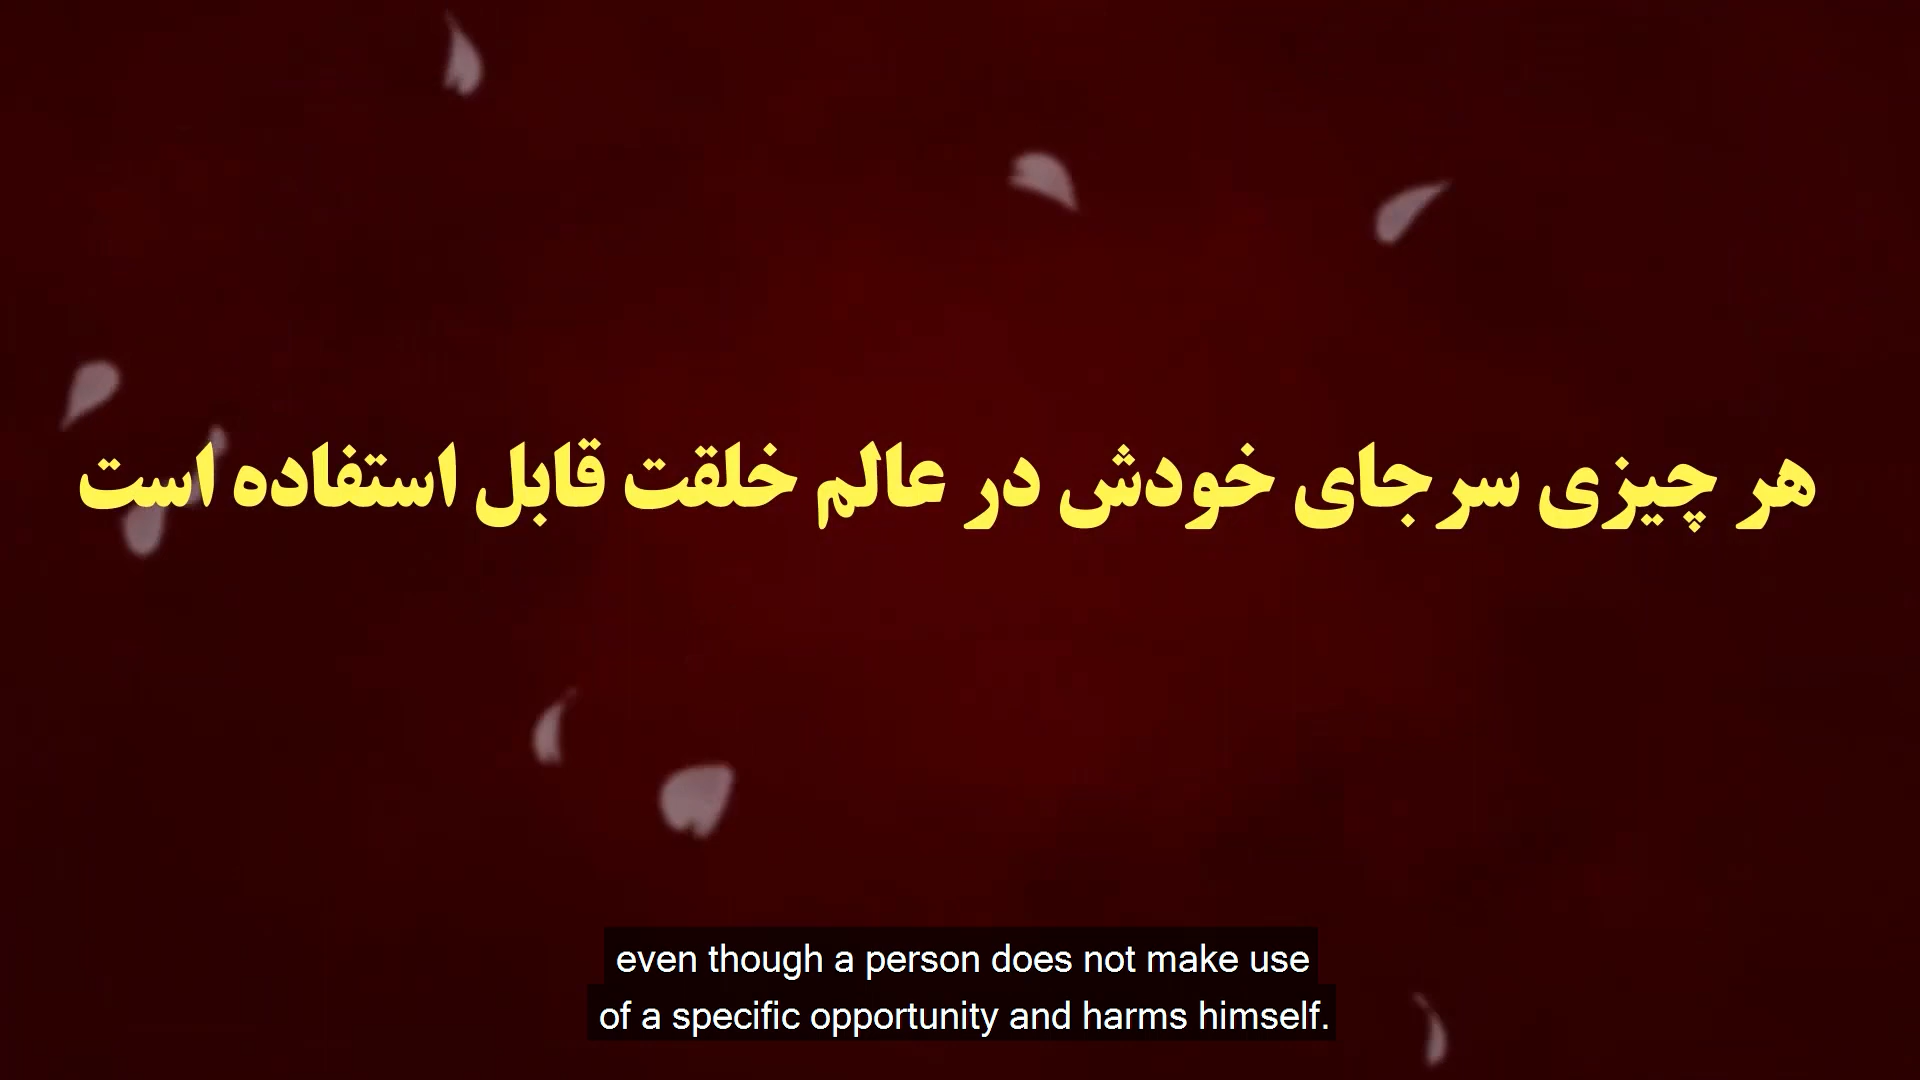 هر چیزی سرجای خودش در عالم خلقت قابل استفاده است
even though a person does not make use
of a specific opportunity and harms himself.